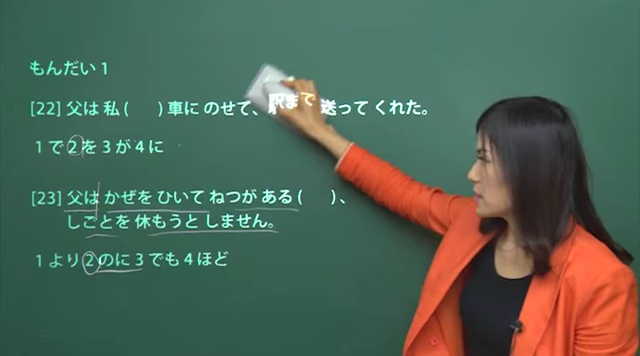 もんだい1
[22] 父は 私 (　　) 車に のせて、駅まで 送って くれた。
1 で 2 を 3 が 4 に
[23] 父は かぜを ひいて ねつが ある (　　)、
しごとを 休もうと しません。
1 より 2 のに 3 でも 4 ほど